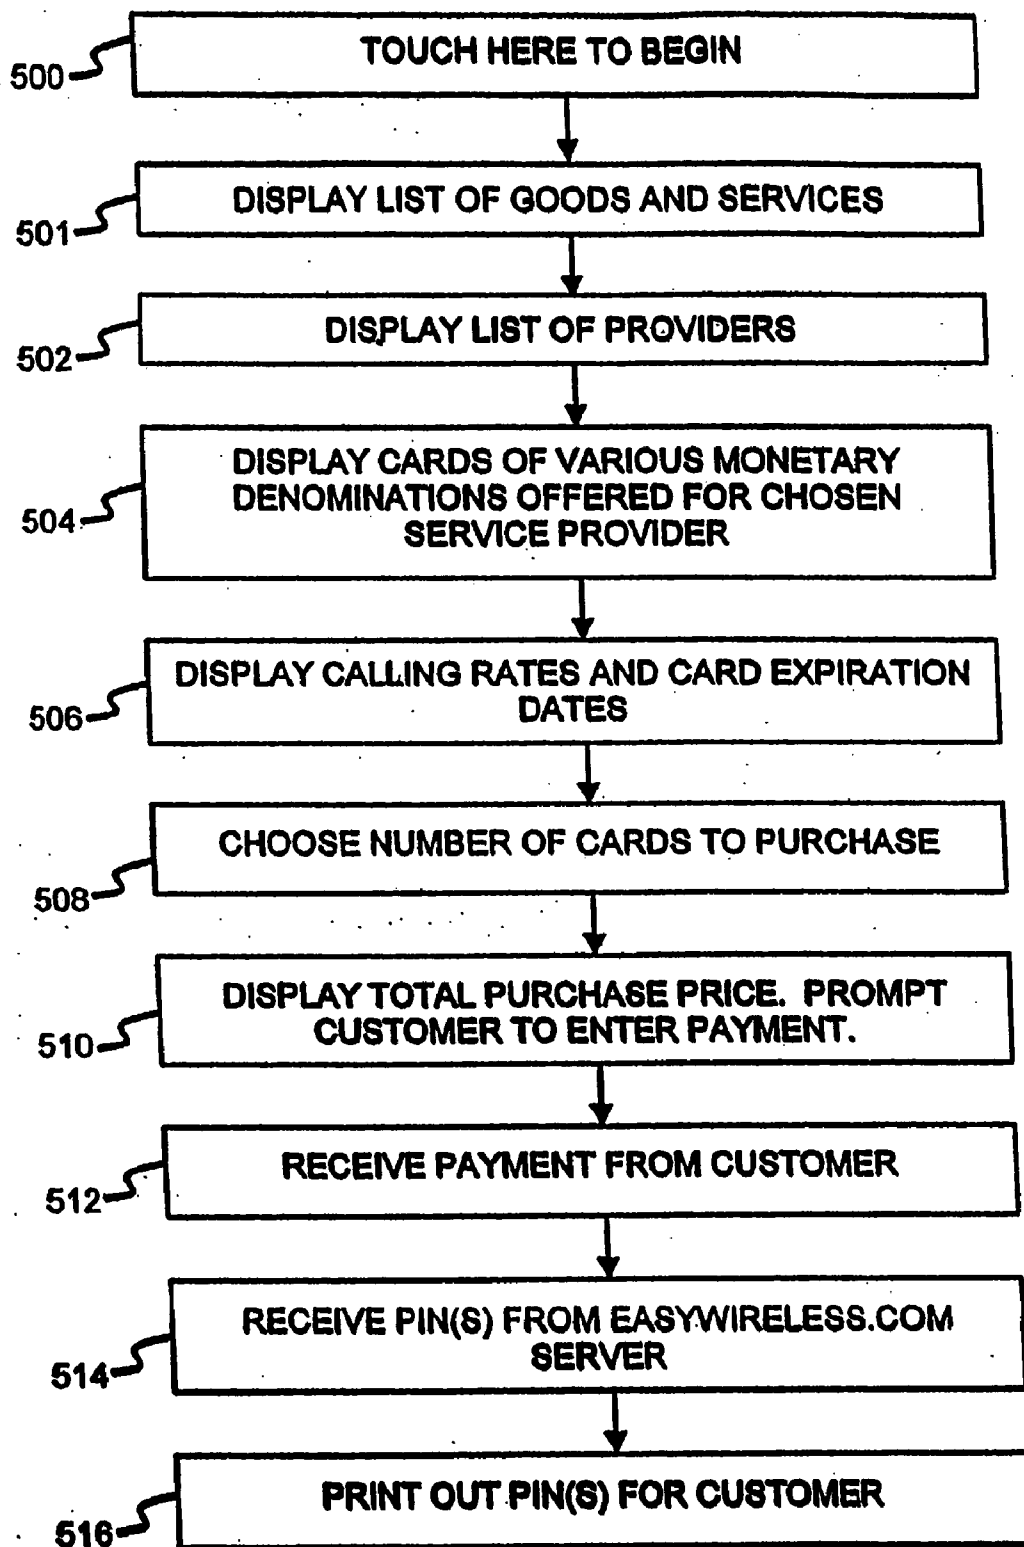 TOUCH HERE TO BEGIN
500
DISPLAY LIST OF GOODS AND SERVICES
501
DISPLAY LIST OF PROVIDERS
502
DISPLAY CARDS OF VARIOUS MONETARY
DENOMINATIONS OFFERED FOR CHOSEN
SERVICE PROVIDER
504
DISPLAY CALLING RATES AND CARD EXPIRATION
DATES
506
CHOOSE NUMBER OF CARDS TO PURCHASE
508
DISPLAY TOTAL PURCHASE PRICE. PROMPT
CUSTOMER TO ENTER PAYMENT.
510
RECEIVE PAYMENT FROM CUSTOMER
512
RECEIVE PIN(S) FROM EASYWIRELESS.COM
SERVER
514
PRINT OUT PIN(S) FOR CUSTOMER
516